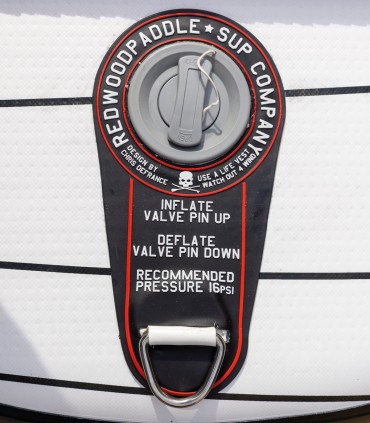 REDWOODPADDLE ★ SUP COMPANY
DESIGN BY
CHRIS DEFRANCE
USE A LIFE VEST
WATCH OUT 4 WIND
INFLATE
VALVE PIN UP
DEFLATE
VALVE PIN DOWN
RECOMMENDED
PRESSURE 16PSI